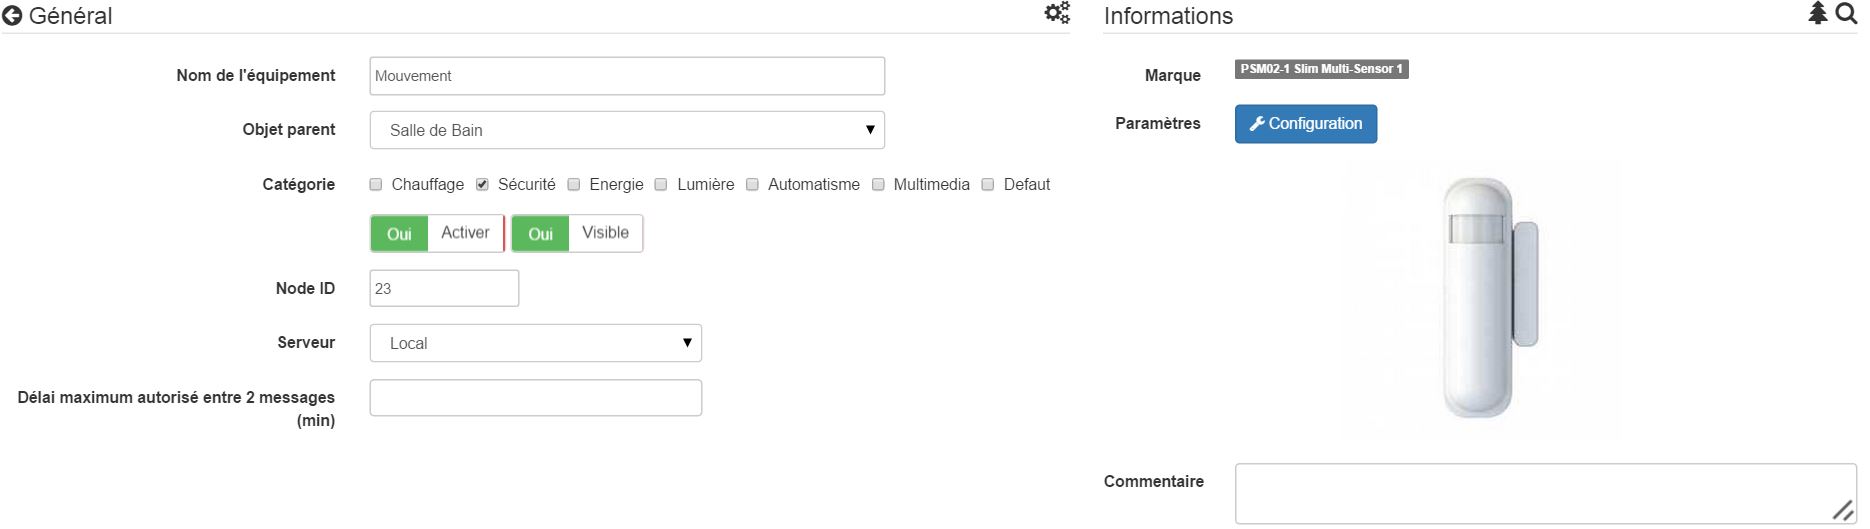 Général
Nom de l'équipement
Mouvement
Objet parent
Salle de Bain
Catégorie
Chauffage Sécurité Energie Lumière Automatisme Multimedia Defaut
Oui Activer Oui Visible
Node ID
23
Serveur
Local
Délai maximum autorisé entre 2 messages
(min)
Informations
Marque
PSM02-1 Slim Multi-Sensor 1
Paramètres
Configuration
Commentaire